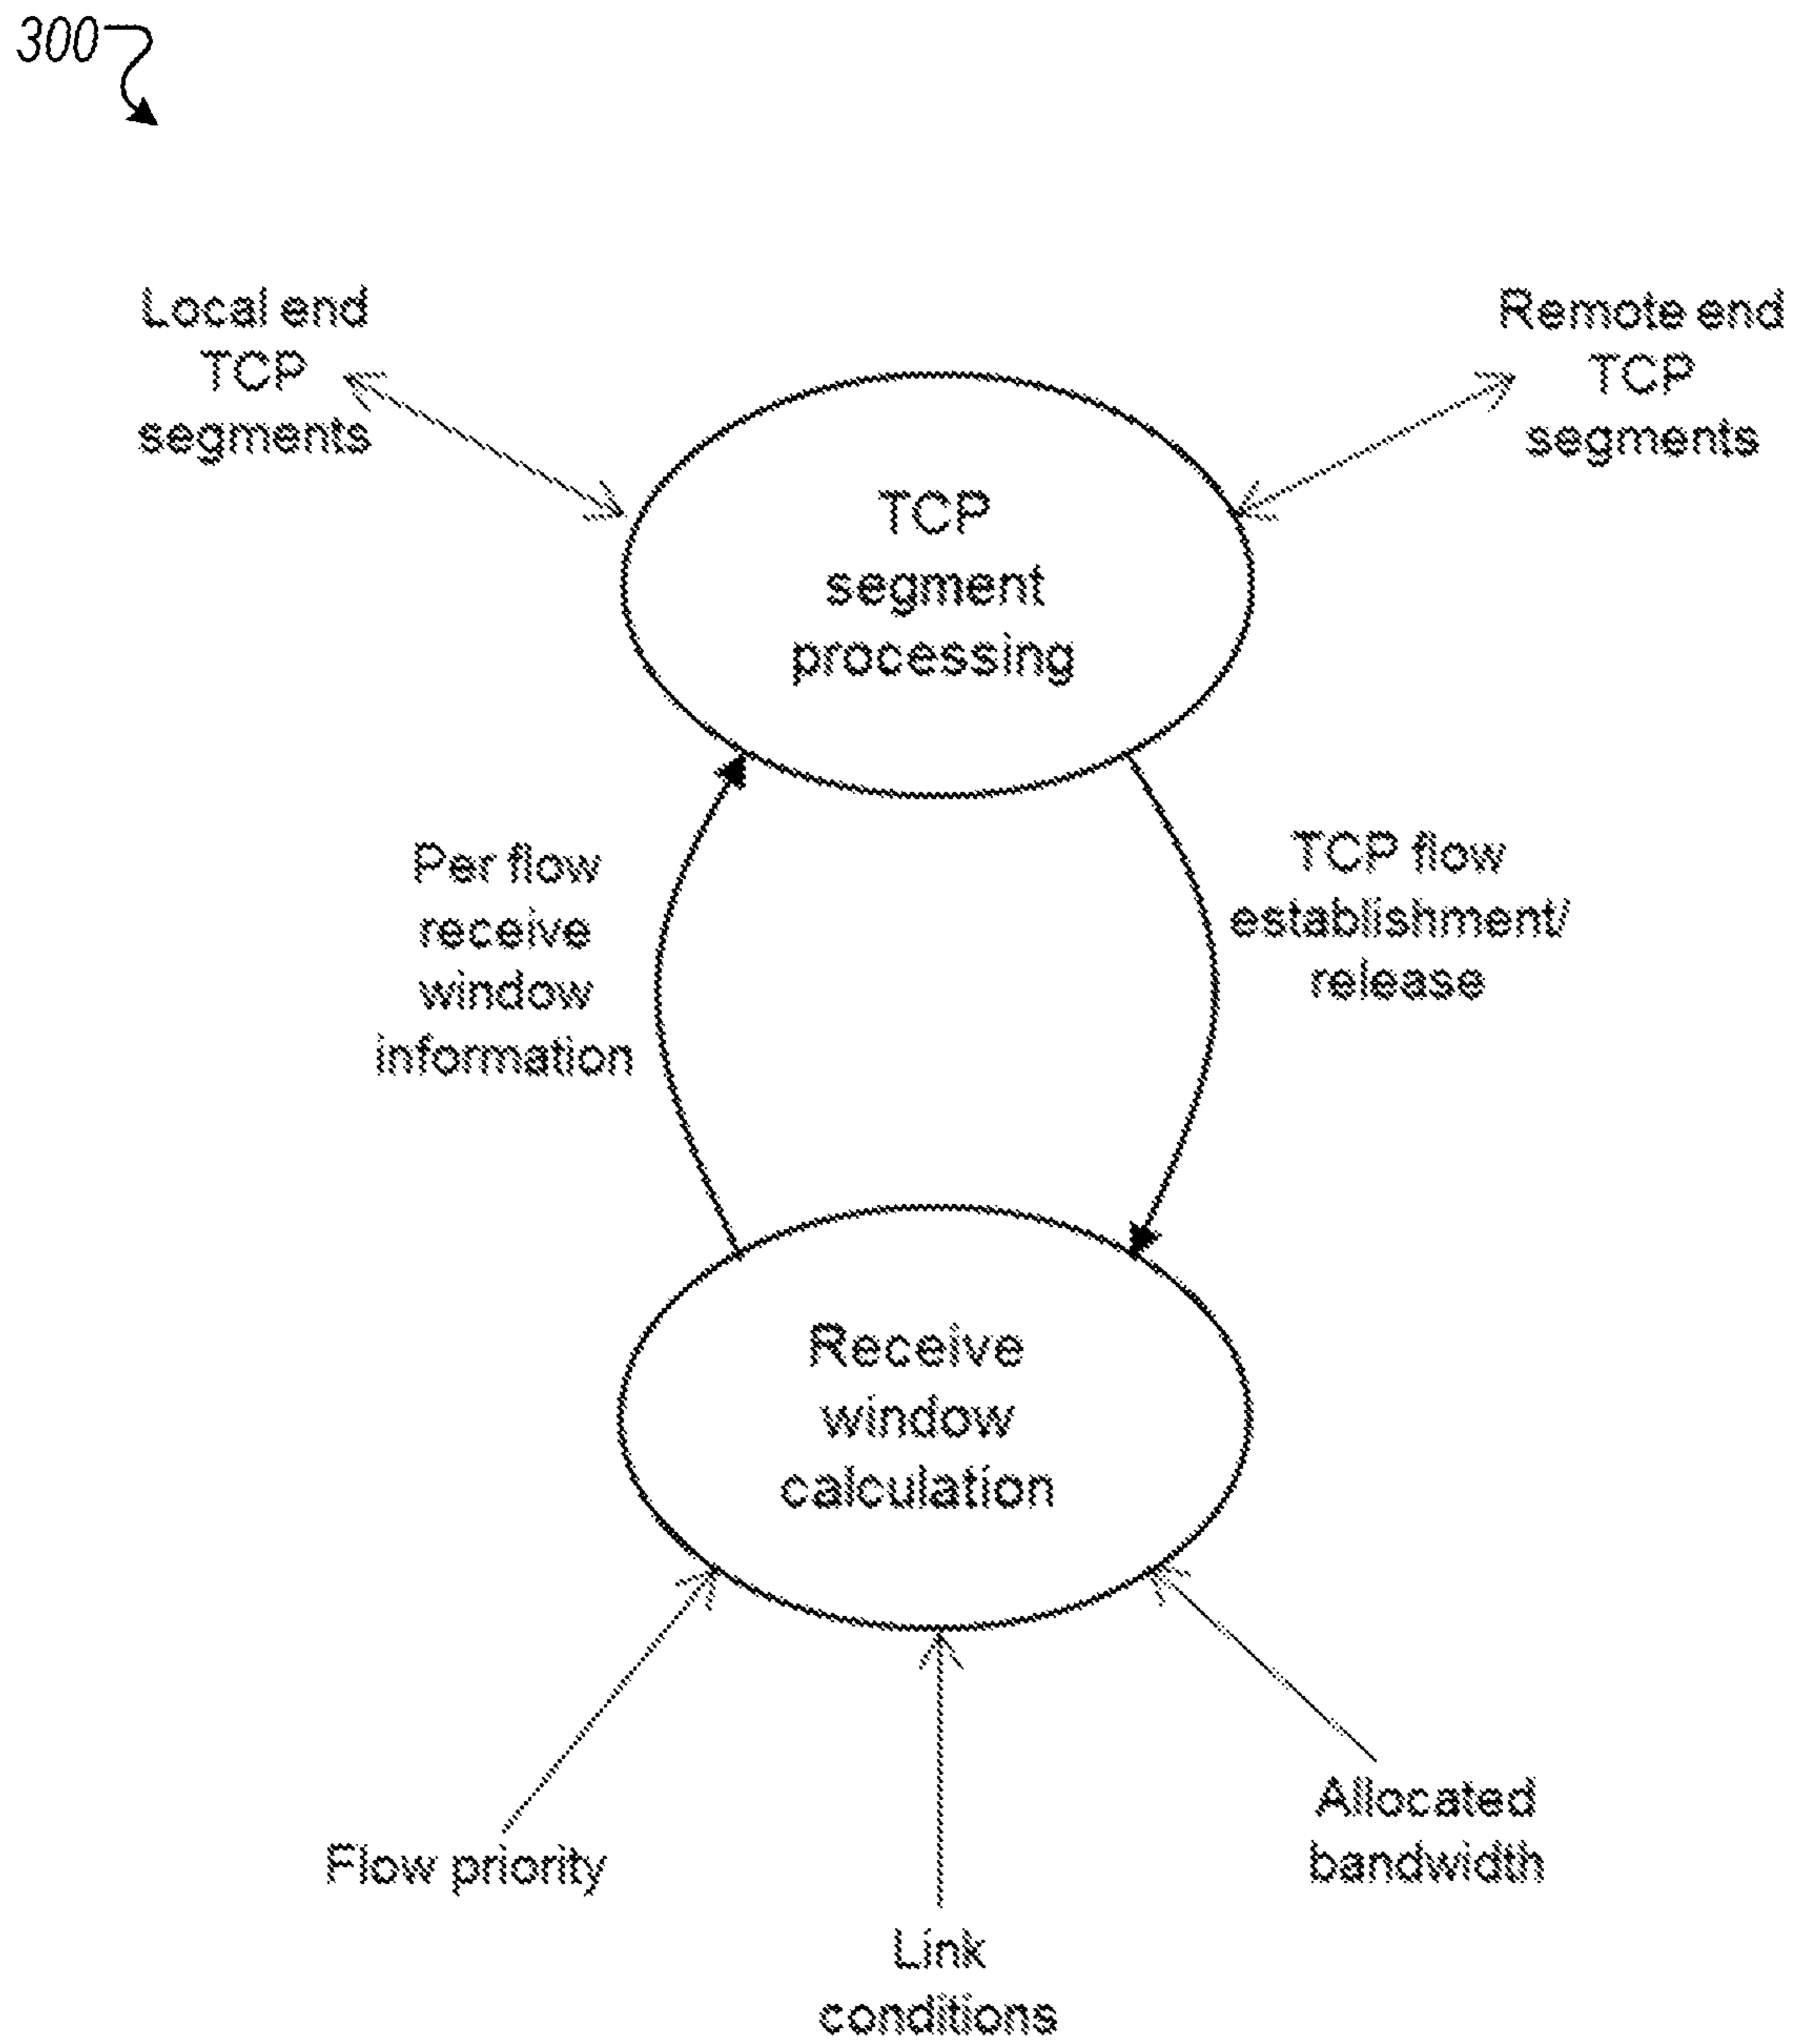 300
Local end
TCP
segments
Remote end
TCP
segments
TCP
segment
processing
Per flow
receive
window
information
TCP flow
establishment/
release
Receive
window
calculation
Flow priority
Link
conditions
Allocated
bandwidth